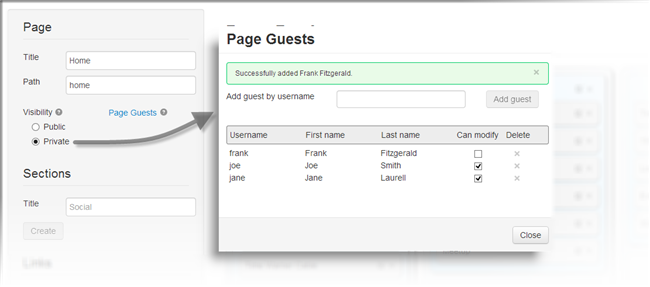 Page
Title Home
Path home
Visibility Page Guests
Public
Private
Sections
Title Social
Create
Links
Page Guests
Successfully added Frank Fitzgerald. ×
Add guest by username Add guest
Username First name Last name Can modify Delete
frank Frank Fitzgerald ×
joe Joe Smith ×
jane Jane Laurell ×
Close